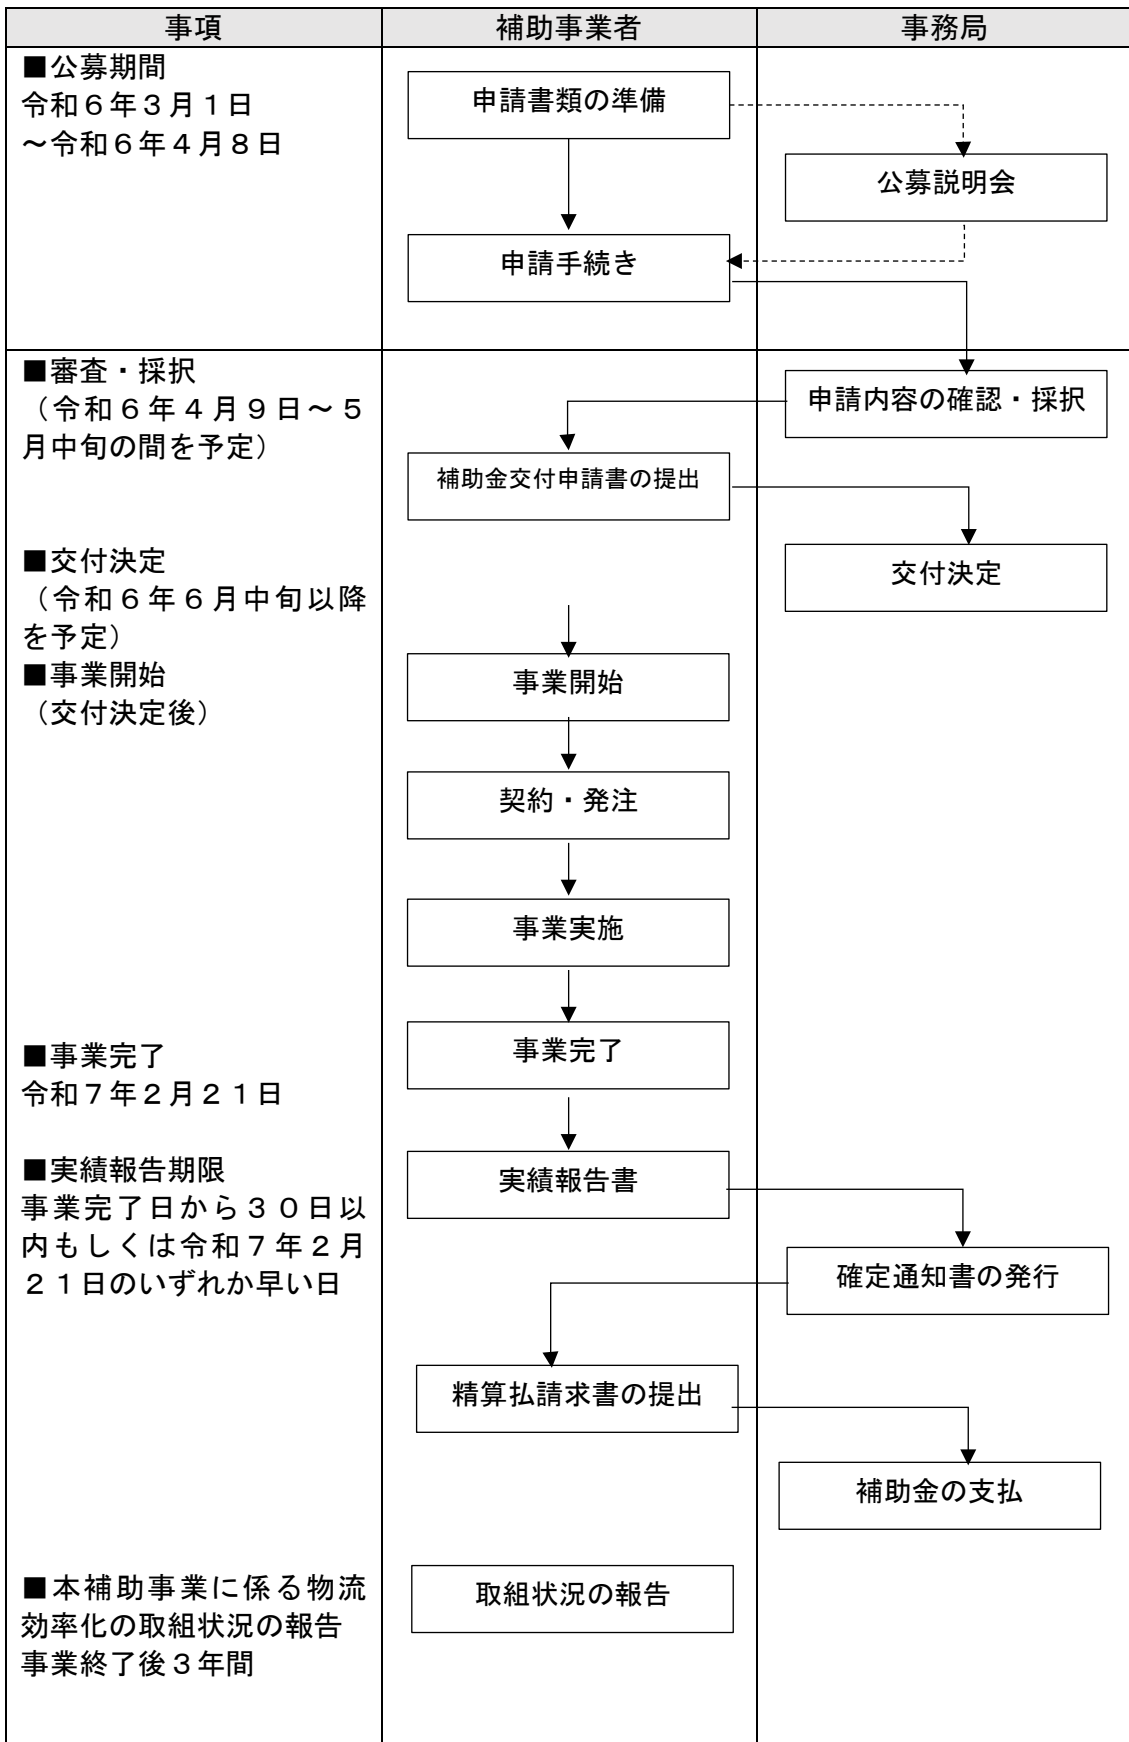 事項
補助事業者
事務局
■公募期間
令和６年３月１日
～令和６年４月８日
申請書類の準備
公募説明会
申請手続き
■審査・採択
（令和６年４月９日～５
月中旬の間を予定）
申請内容の確認・採択
補助金交付申請書の提出
■交付決定
（令和６年６月中旬以降
を予定）
交付決定
■事業開始
（交付決定後）
事業開始
契約・発注
事業実施
事業完了
■事業完了
令和７年２月２１日
■実績報告期限
事業完了日から３０日以
内もしくは令和７年２月
２１日のいずれか早い日
実績報告書
確定通知書の発行
精算払請求書の提出
補助金の支払
■本補助事業に係る物流
効率化の取組状況の報告
事業終了後３年間
取組状況の報告